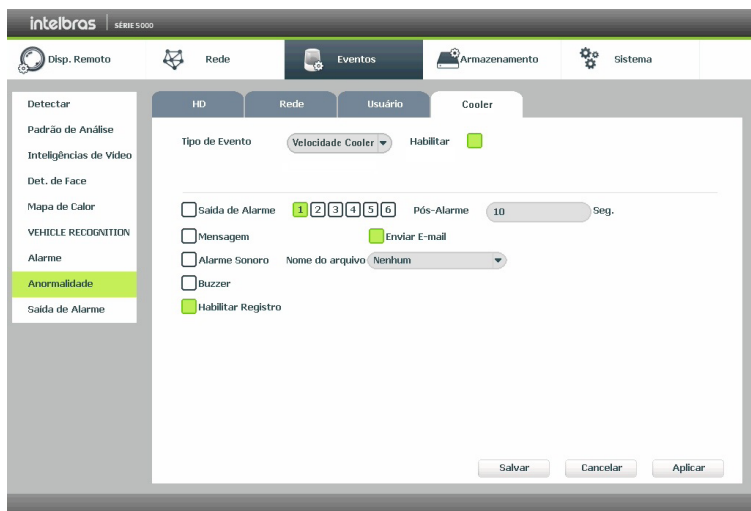 intelbras SÉRIE 5000
Disp. Remoto Rede Eventos Armazenamento Sistema
Detectar
Padrão de Análise
Inteligências de Vídeo
Det. de Face
Mapa de Calor
VEHICLE RECOGNITION
Alarme
Anormalidade
Saída de Alarme
HD Rede Usuário Cooler
Tipo de Evento Velocidade Cooler Habilitar
Saída de Alarme 1 2 3 4 5 6 Pós-Alarme 10 Seg.
Mensagem Enviar E-mail
Alarme Sonoro Nome do arquivo Nenhum
Buzzer
Habilitar Registro
Salvar Cancelar Aplicar